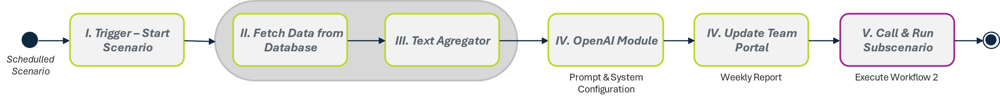 Schedulled
Scenario
I. Trigger – Start
Scenario
II. Fetch Data from
Database
III. Text Agregator
IV. OpenAI Module
Prompt & System
Configuration
IV. Update Team
Portal
Weekly Report
V. Call & Run
Subscenario
Execute Workflow 2